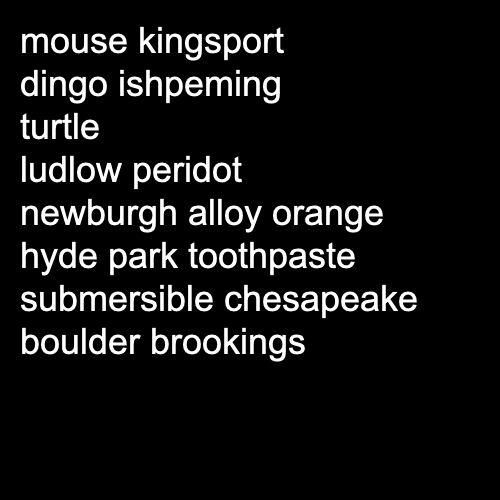 mouse kingsport
dingo ishpeming
turtle
ludlow peridot
newburgh alloy orange
hyde park toothpaste
submersible chesapeake
boulder brookings